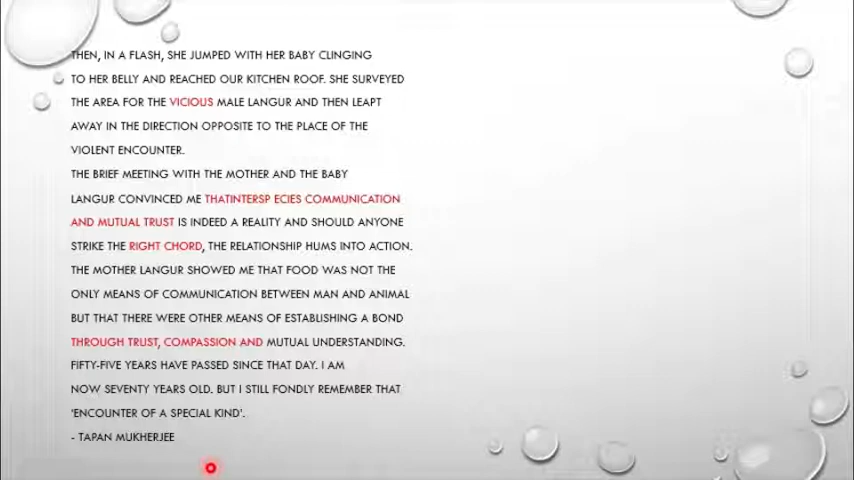 THEN, IN A FLASH, SHE JUMPED WITH HER BABY CLINGING
TO HER BELLY AND REACHED OUR KITCHEN ROOF. SHE SURVEYED
THE AREA FOR THE VICIOUS MALE LANGUR AND THEN LEAPT
AWAY IN THE DIRECTION OPPOSITE TO THE PLACE OF THE
VIOLENT ENCOUNTER.
THE BRIEF MEETING WITH THE MOTHER AND THE BABY
LANGUR CONVINCED ME THATINTERSP ECIES COMMUNICATION
AND MUTUAL TRUST IS INDEED A REALITY AND SHOULD ANYONE
STRIKE THE RIGHT CHORD, THE RELATIONSHIP HUMS INTO ACTION.
THE MOTHER LANGUR SHOWED ME THAT FOOD WAS NOT THE
ONLY MEANS OF COMMUNICATION BETWEEN MAN AND ANIMAL
BUT THAT THERE WERE OTHER MEANS OF ESTABLISHING A BOND
THROUGH TRUST, COMPASSION AND MUTUAL UNDERSTANDING.
FIFTY-FIVE YEARS HAVE PASSED SINCE THAT DAY. I AM
NOW SEVENTY YEARS OLD. BUT I STILL FONDLY REMEMBER THAT
'ENCOUNTER OF A SPECIAL KIND'.
- TAPAN MUKHERJEE